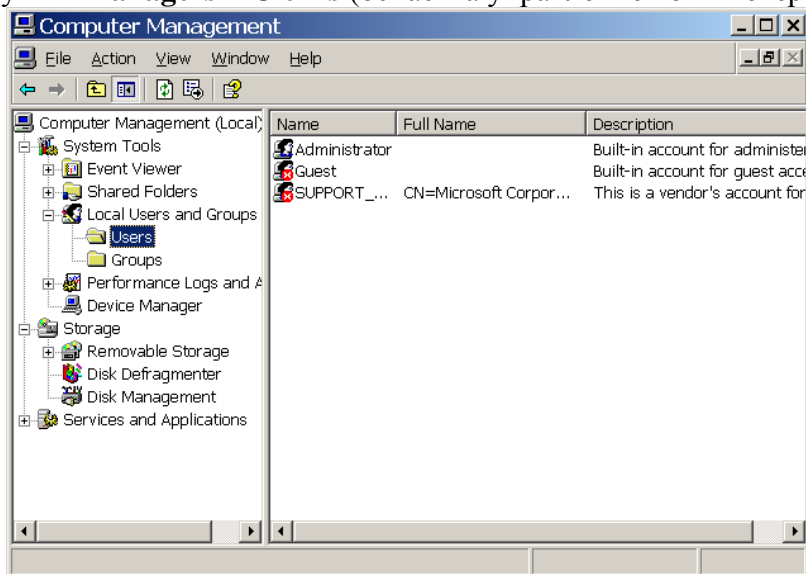 Computer Management
File Action View Window Help
Computer Management (Local)
System Tools
Event Viewer
Shared Folders
Local Users and Groups
Users
Groups
Performance Logs and A
Device Manager
Storage
Removable Storage
Disk Defragmenter
Disk Management
Services and Applications
Name Full Name Description
Administrator Built-in account for administer
Guest Built-in account for guest acce
SUPPORT_... CN=Microsoft Corpor... This is a vendor's account for